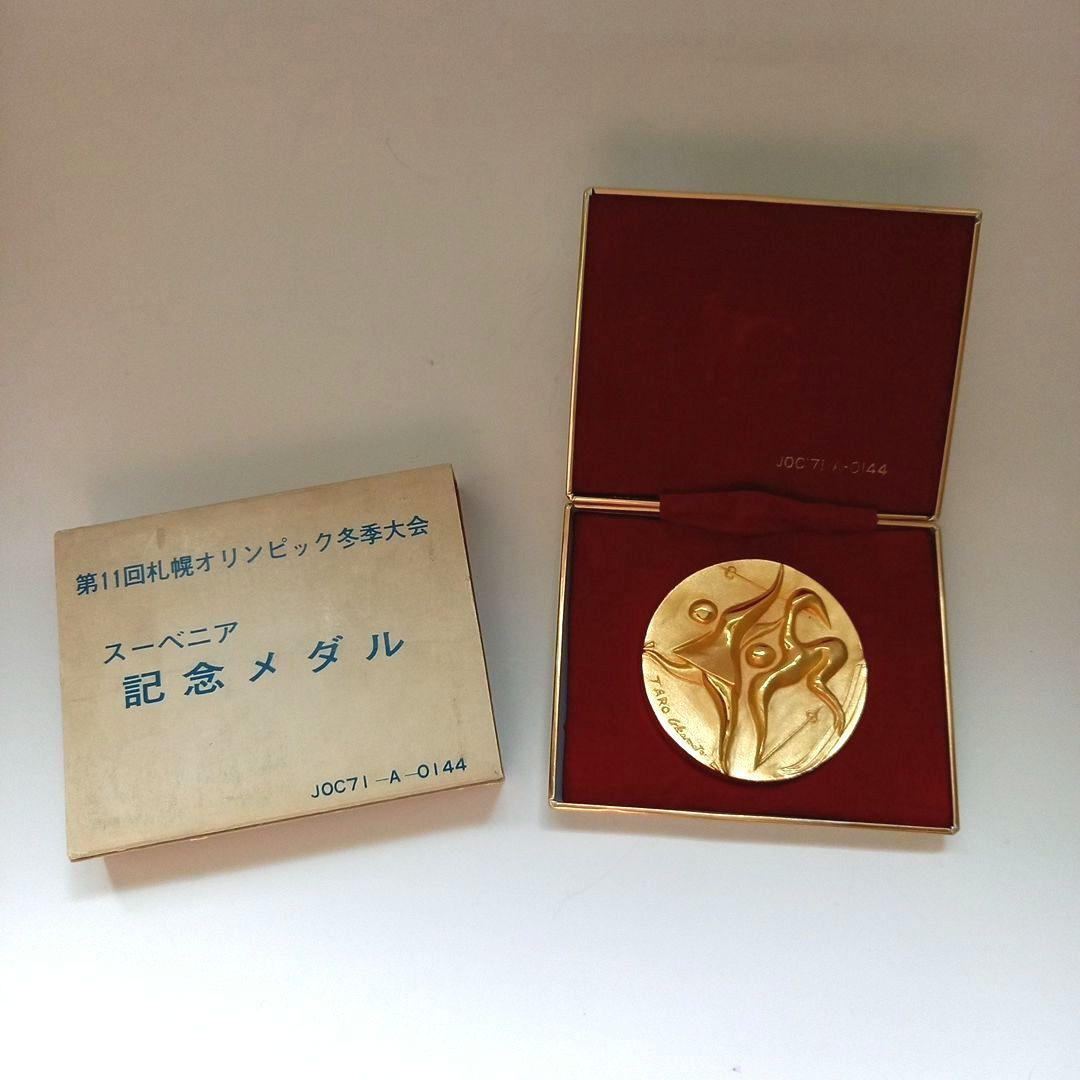 第11回札幌オリンピック冬季大会
スーベニア
記念メダル
JOC71-A-0144
JOC'71-A-0144
TARO Okamoto